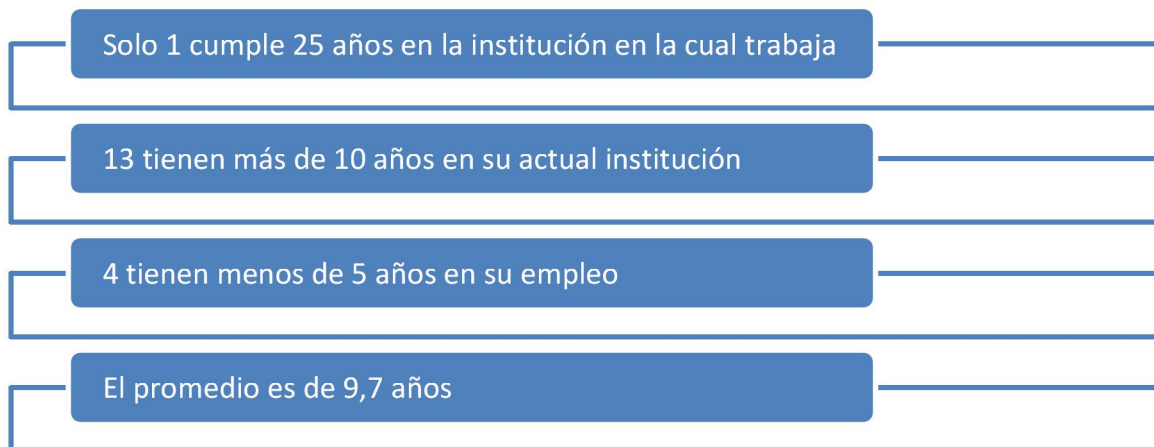 Solo 1 cumple 25 años en la institución en la cual trabaja
13 tienen más de 10 años en su actual institución
4 tienen menos de 5 años en su empleo
El promedio es de 9,7 años